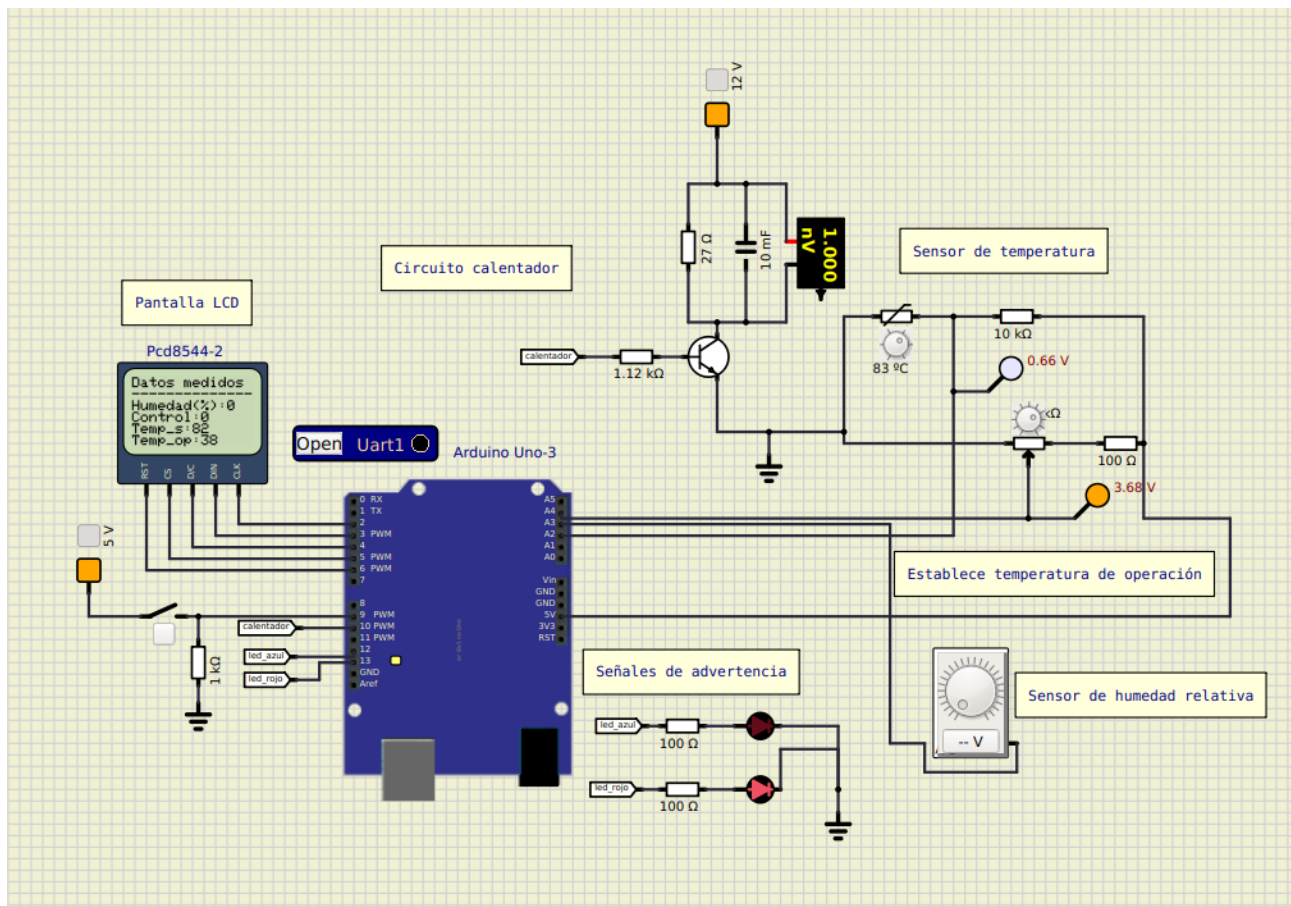 12 V
27 Ω
10 mF
1.000
nV
Circuito calentador
Sensor de temperatura
Pantalla LCD
Pcd8544-2
Datos medidos
---------------
Humedad(%):0
Control:0
Temp_s:82
Temp_op:38
RST
CS
D/C
DIN
CLK
calentador
1.12 kΩ
83 ºC
10 kΩ
0.66 V
kΩ
100 Ω
3.68 V
Open Uart1
Arduino Uno-3
0 RX
1 TX
2
3 PWM
4
5 PWM
6 PWM
7
8
9 PWM
10 PWM
11 PWM
12
13
GND
Aref
A5
A4
A3
A2
A1
A0
Vin
GND
GND
5V
3V3
RST
5 V
calentador
led_azul
led_rojo
1 kΩ
Establece temperatura de operación
Señales de advertencia
led_azul
100 Ω
led_rojo
100 Ω
-- V
Sensor de humedad relativa